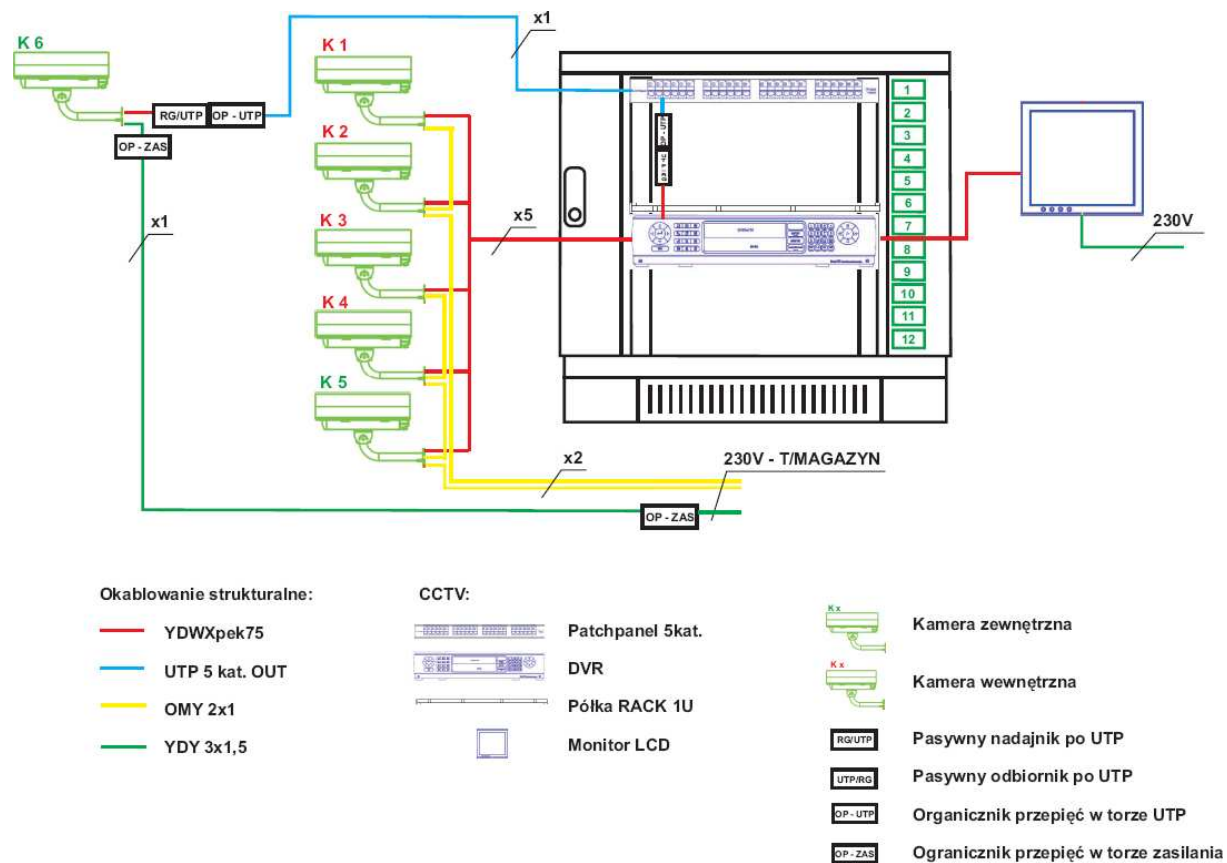 x1
K 6
K 1
RG/UTP
OP - UTP
OP - ZAS
K 2
K 3
K 4
K 5
x1
x5
x2
OP - UTP
1
2
3
4
5
6
7
8
9
10
11
12
230V
230V - T/MAGAZYN
OP - ZAS
Okablowanie strukturalne:
YDWXpek75
UTP 5 kat. OUT
OMY 2x1
YDY 3x1,5
CCTV:
Patchpanel 5kat.
DVR
Półka RACK 1U
Monitor LCD
K x
Kamera zewnętrzna
K x
Kamera wewnętrzna
RG/UTP
Pasywny nadajnik po UTP
UTP/RG
Pasywny odbiornik po UTP
OP - UTP
Organicznik przepięć w torze UTP
OP - ZAS
Ogranicznik przepięć w torze zasilania